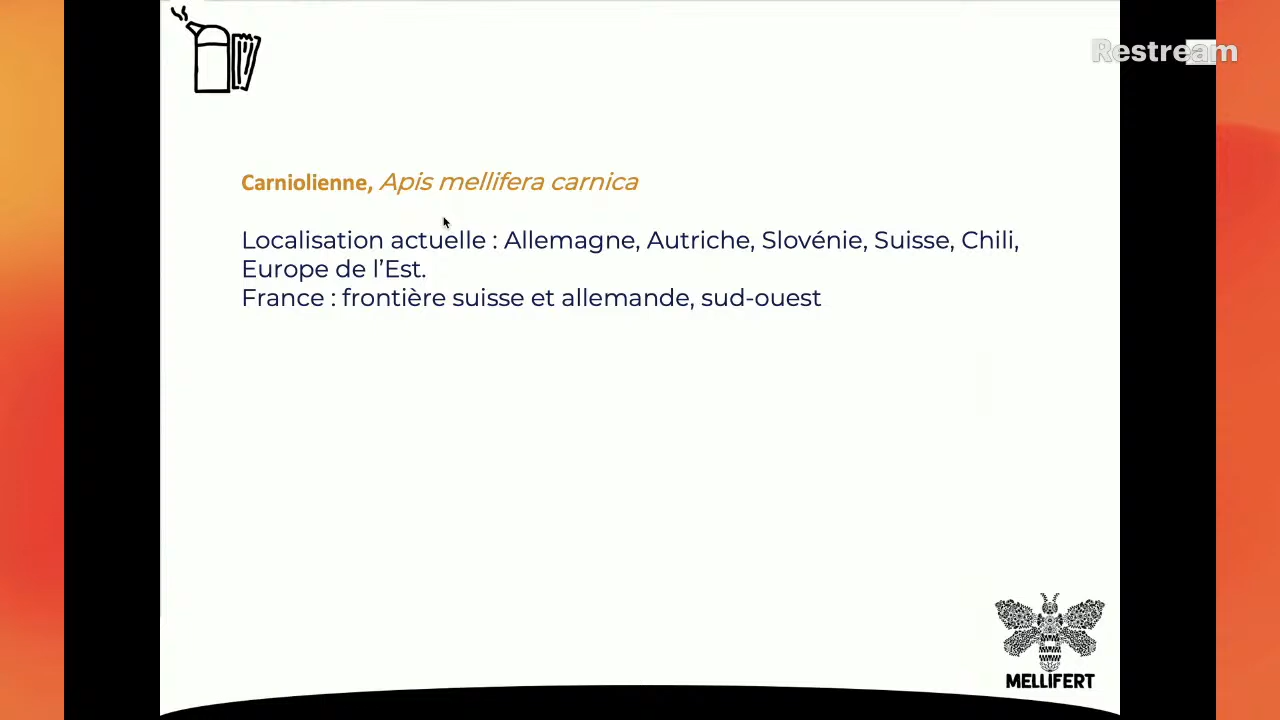 Restream
Carniolienne, Apis mellifera carnica
Localisation actuelle : Allemagne, Autriche, Slovénie, Suisse, Chili,
Europe de l’Est.
France : frontière suisse et allemande, sud-ouest
MELLIFERT